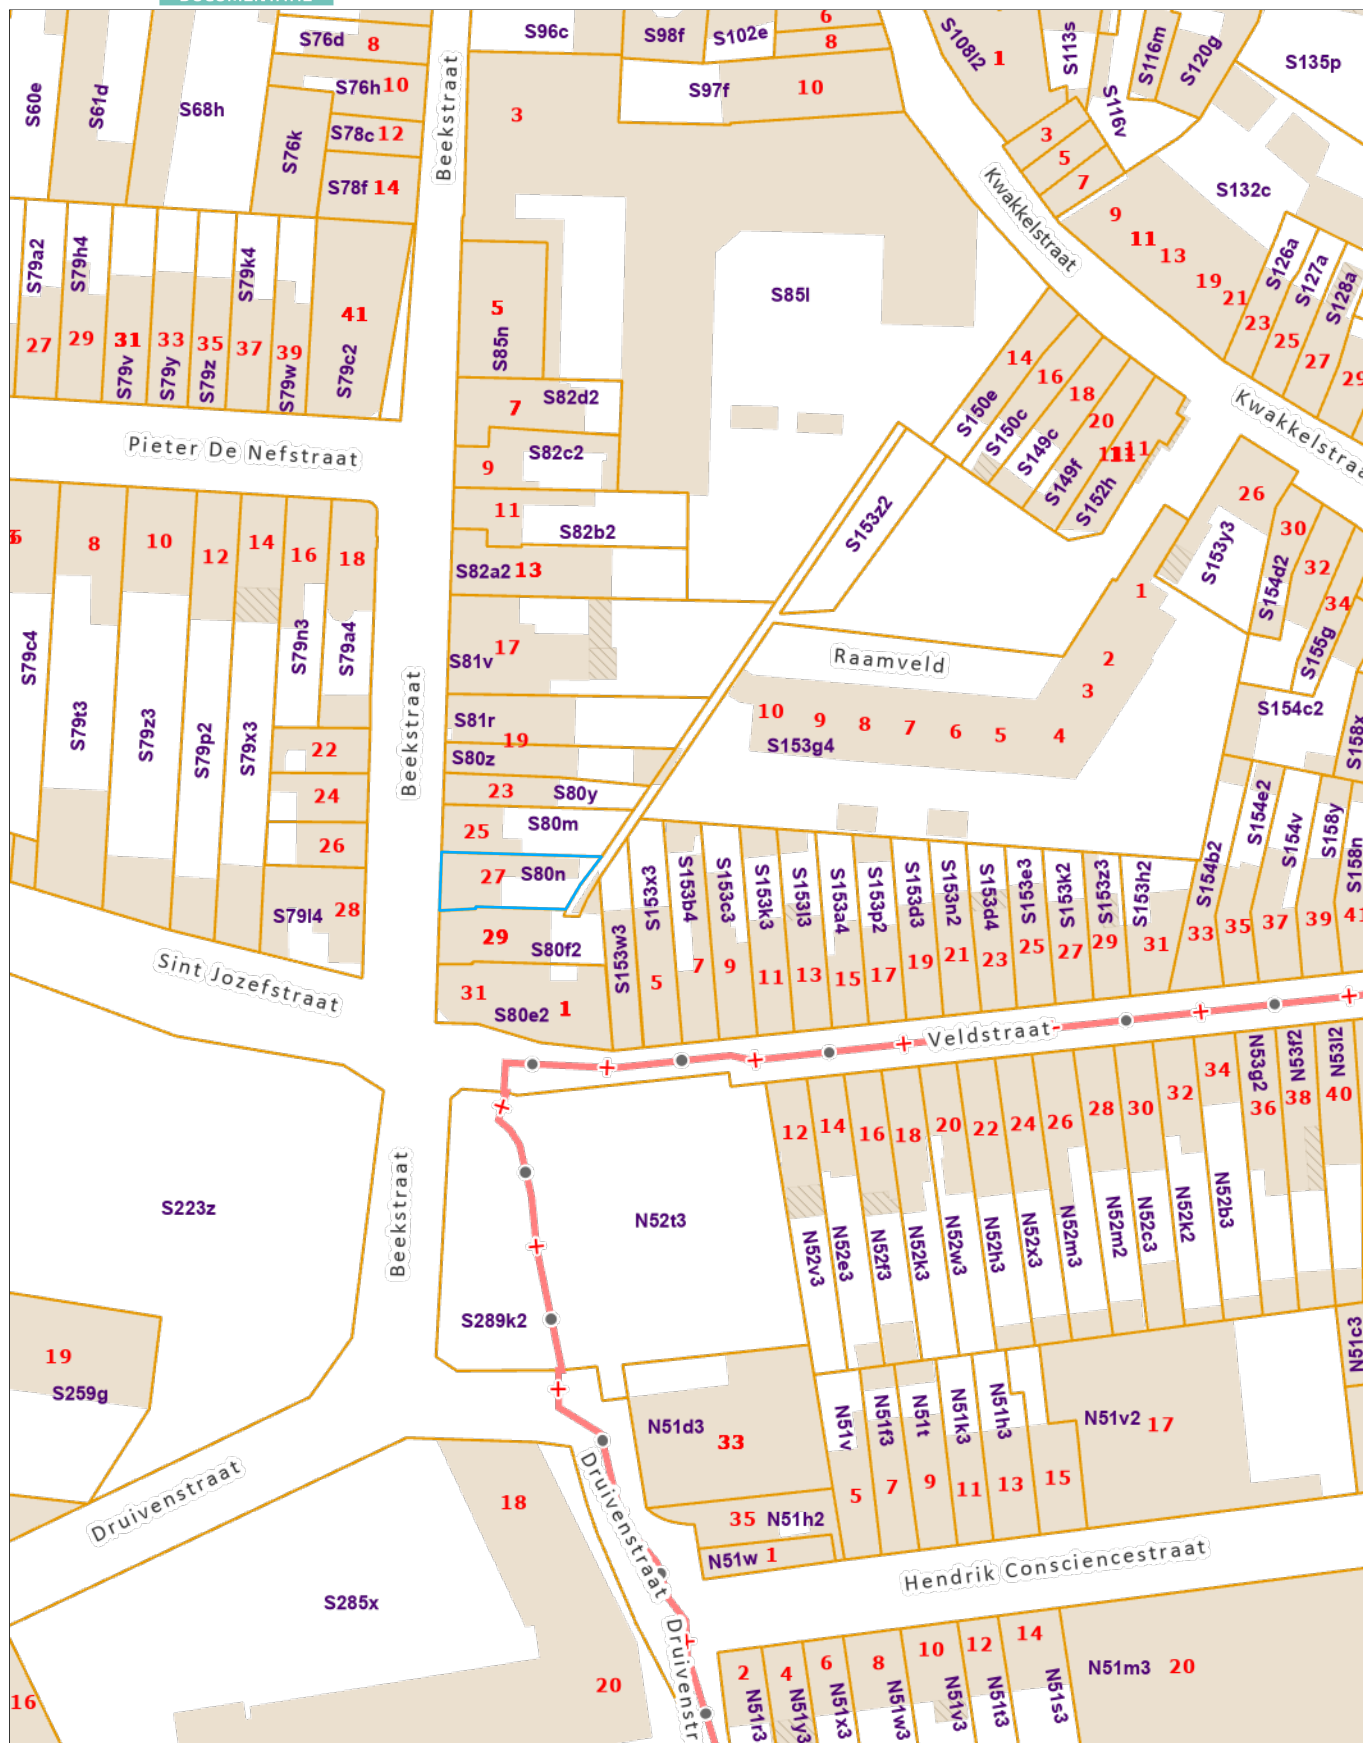 S76d 8
S96c
S98f
S102e
6
8
S108l2 1
S113s
S116m
S120g
S135p
S60e
S61d
S68h
S76h 10
S76k
S78c 12
S78f 14
Beekstraat
3
S97f
10
S116v
3
5
7
S132c
Kwakkelstraat
9
11
13
19
21
23
25
27
29
S126a
S127a
S128a
S79a2
S79h4
S79v
S79y
S79z
S79k4
S79w
S79c2
27
29
31
33
35
37
39
41
5
S85n
S85l
7
S82d2
9
S82c2
11
S82b2
S82a2 13
Pieter De Nefstraat
14
16
18
20
11
S150e
S150c
S149c
S149f
S152h
Kwakkelstraa
S153z2
26
S153y3
30
S154d2
32
34
S155g
8
10
12
14
16
18
S79c4
S79t3
S79z3
S79p2
S79x3
S79n3
S79a4
Beekstraat
17
S81v
S81r
19
S80z
23
S80y
25
S80m
27
S80n
29
S80f2
31
S80e2 1
Raamveld
1
2
3
4
5
6
7
8
9
10
S153g4
S154c2
S158x
22
24
26
28
S79l4
Sint Jozefstraat
S153w3
S153x3
S153b4
S153c3
S153k3
S153l3
S153a4
S153p2
S153d3
S153n2
S153d4
S153e3
S153k2
S153z3
S153h2
S154b2
S154e2
S154v
S158y
S158n
5
7
9
11
13
15
17
19
21
23
25
27
29
31
33
35
37
39
41
Veldstraat
S223z
Beekstraat
N52t3
S289k2
12
14
16
18
20
22
24
26
28
30
32
34
36
38
40
N52v3
N52e3
N52f3
N52k3
N52w3
N52h3
N52x3
N52m3
N52m2
N52c3
N52k2
N52b3
N53g2
N53f2
N53l2
19
S259g
N51d3
33
N51v
N51f3
N51t
N51k3
N51h3
N51v2 17
N51c3
5
7
9
11
13
15
35 N51h2
N51w 1
Druivenstraat
Druivenstraat
Druivenstr
18
S285x
20
16
Hendrik Consciencestraat
2
4
6
8
10
12
14
N51r3
N51y3
N51x3
N51w3
N51v3
N51t3
N51s3
N51m3 20